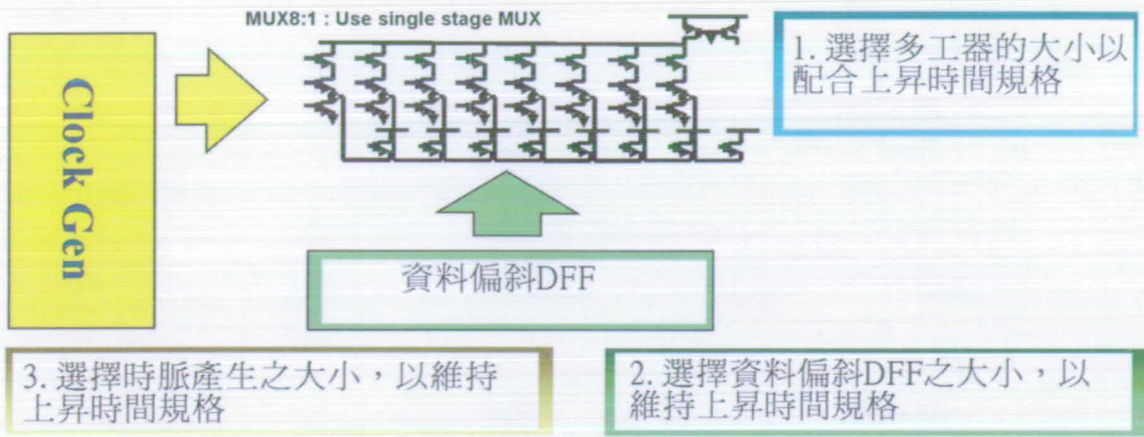 MUX8:1 : Use single stage MUX
Clock Gen
1. 選擇多工器的大小以
配合上昇時間規格
資料偏斜DFF
3. 選擇時脈產生之大小，以維持
上昇時間規格
2. 選擇資料偏斜DFF之大小，以
維持上昇時間規格